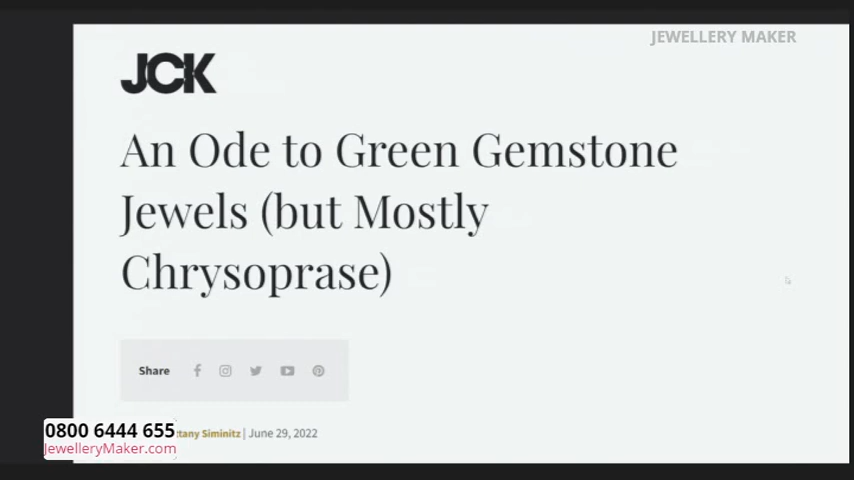 JEWELLERY MAKER
JCK
An Ode to Green Gemstone
Jewels (but Mostly
Chrysoprase)
Share
ttany Siminitz | June 29, 2022
0800 6444 655
JewelleryMaker.com